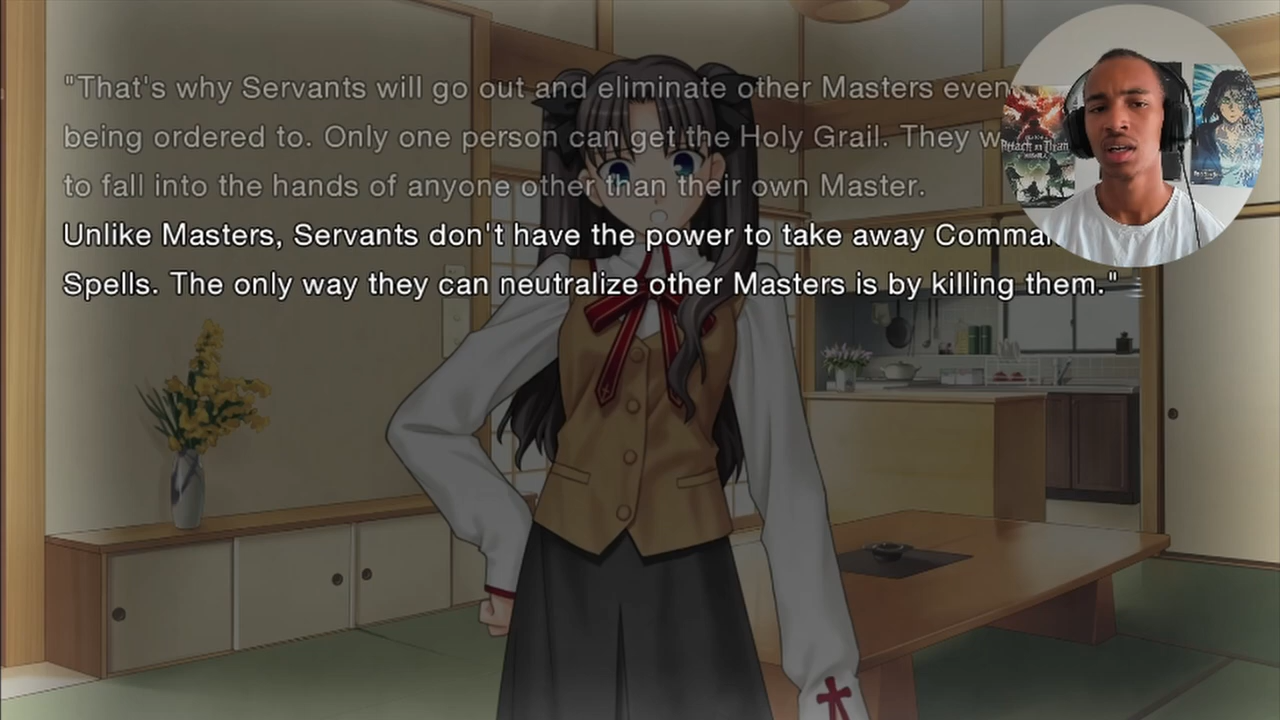 "That's why Servants will go out and eliminate other Masters even
being ordered to. Only one person can get the Holy Grail. They
to fall into the hands of anyone other than their own Master.
Unlike Masters, Servants don't have the power to take away
Spells. The only way they can neutralize other Masters is by killing them."
Attack on Titan